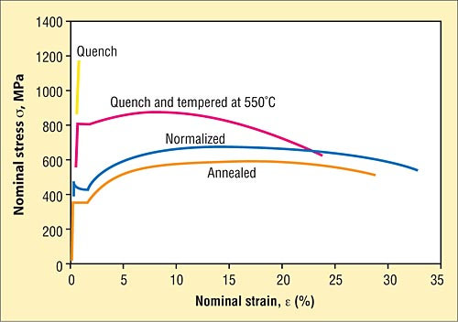 1400
1200
1000
800
600
400
200
0
Nominal stress σ, MPa
Quench
Quench and tempered at 550°C
Normalized
Annealed
0 5 10 15 20 25 30 35
Nominal strain, ε (%)